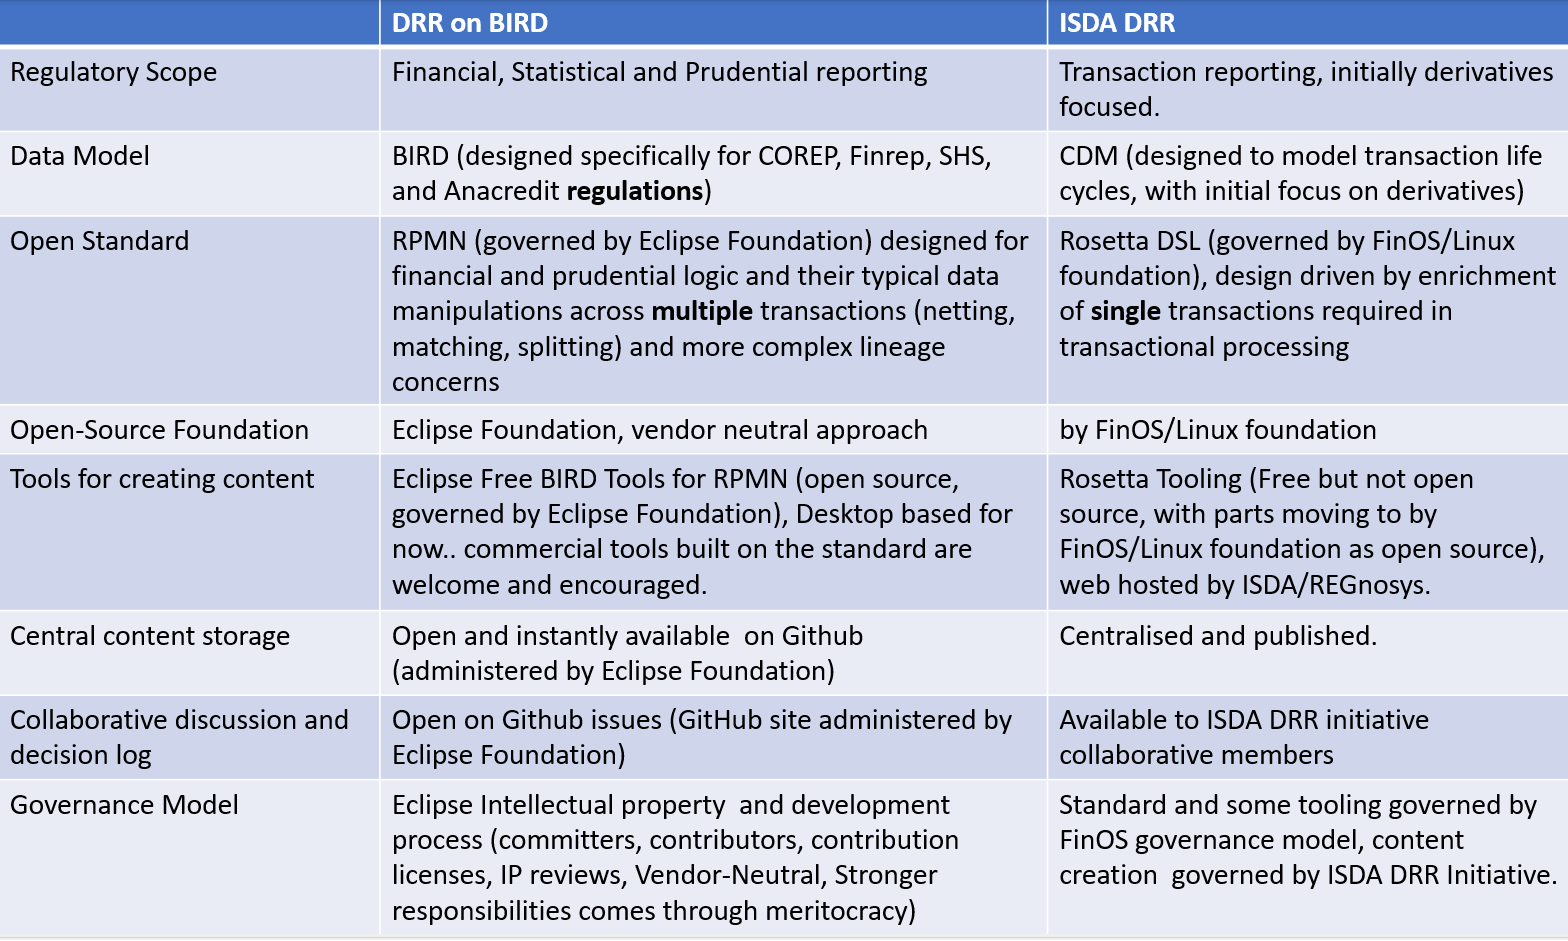 DRR on BIRD
ISDA DRR
Regulatory Scope
Financial, Statistical and Prudential reporting
Transaction reporting, initially derivatives
focused.
Data Model
BIRD (designed specifically for COREP, Finrep, SHS,
and Anacredit regulations)
CDM (designed to model transaction life
cycles, with initial focus on derivatives)
Open Standard
RPMN (governed by Eclipse Foundation) designed for
financial and prudential logic and their typical data
manipulations across multiple transactions (netting,
matching, splitting) and more complex lineage
concerns
Rosetta DSL (governed by FinOS/Linux
foundation), design driven by enrichment
of single transactions required in
transactional processing
Open-Source Foundation
Eclipse Foundation, vendor neutral approach
by FinOS/Linux foundation
Tools for creating content
Eclipse Free BIRD Tools for RPMN (open source,
governed by Eclipse Foundation), Desktop based for
now.. commercial tools built on the standard are
welcome and encouraged.
Rosetta Tooling (Free but not open
source, with parts moving to by
FinOS/Linux foundation as open source),
web hosted by ISDA/REGnosys.
Central content storage
Open and instantly available  on Github
(administered by Eclipse Foundation)
Centralised and published.
Collaborative discussion and
decision log
Open on Github issues (GitHub site administered by
Eclipse Foundation)
Available to ISDA DRR initiative
collaborative members
Governance Model
Eclipse Intellectual property  and development
process (committers, contributors, contribution
licenses, IP reviews, Vendor-Neutral, Stronger
responsibilities comes through meritocracy)
Standard and some tooling governed by
FinOS governance model, content
creation  governed by ISDA DRR Initiative.